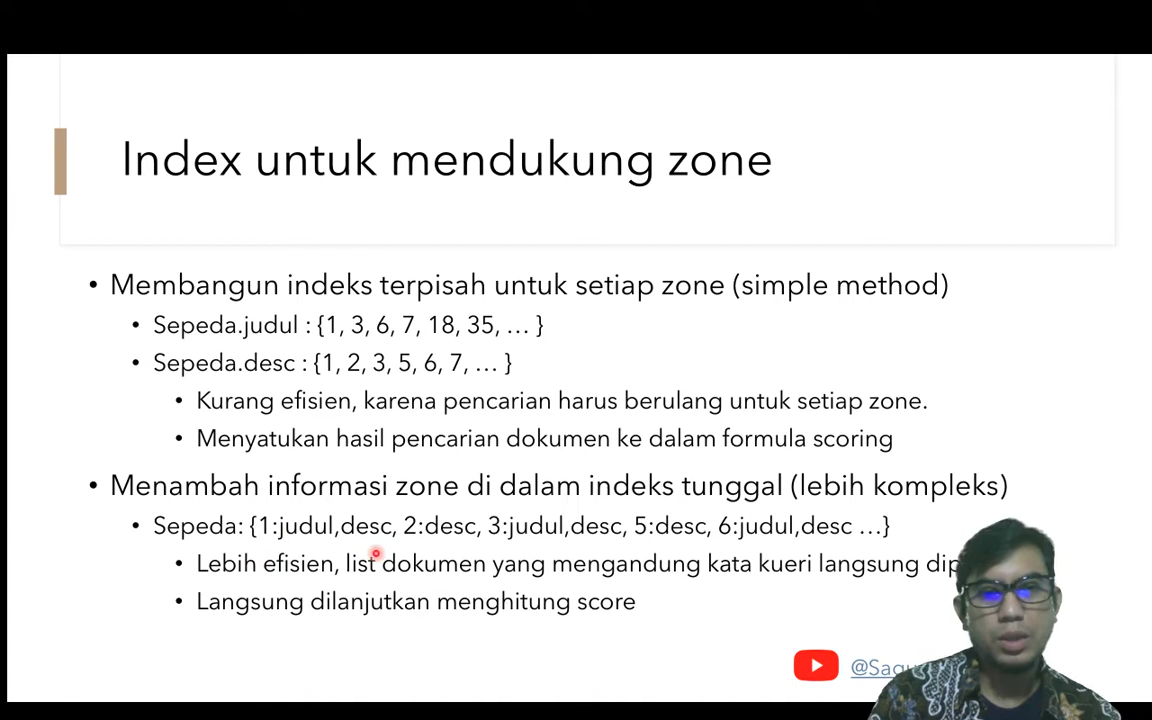 Index untuk mendukung zone
• Membangun indeks terpisah untuk setiap zone (simple method)
• Sepeda.judul : {1, 3, 6, 7, 18, 35, … }
• Sepeda.desc : {1, 2, 3, 5, 6, 7, … }
• Kurang efisien, karena pencarian harus berulang untuk setiap zone.
• Menyatukan hasil pencarian dokumen ke dalam formula scoring
• Menambah informasi zone di dalam indeks tunggal (lebih kompleks)
• Sepeda: {1:judul,desc, 2:desc, 3:judul,desc, 5:desc, 6:judul,desc …}
• Lebih efisien, list dokumen yang mengandung kata kueri langsung
• Langsung dilanjutkan menghitung score